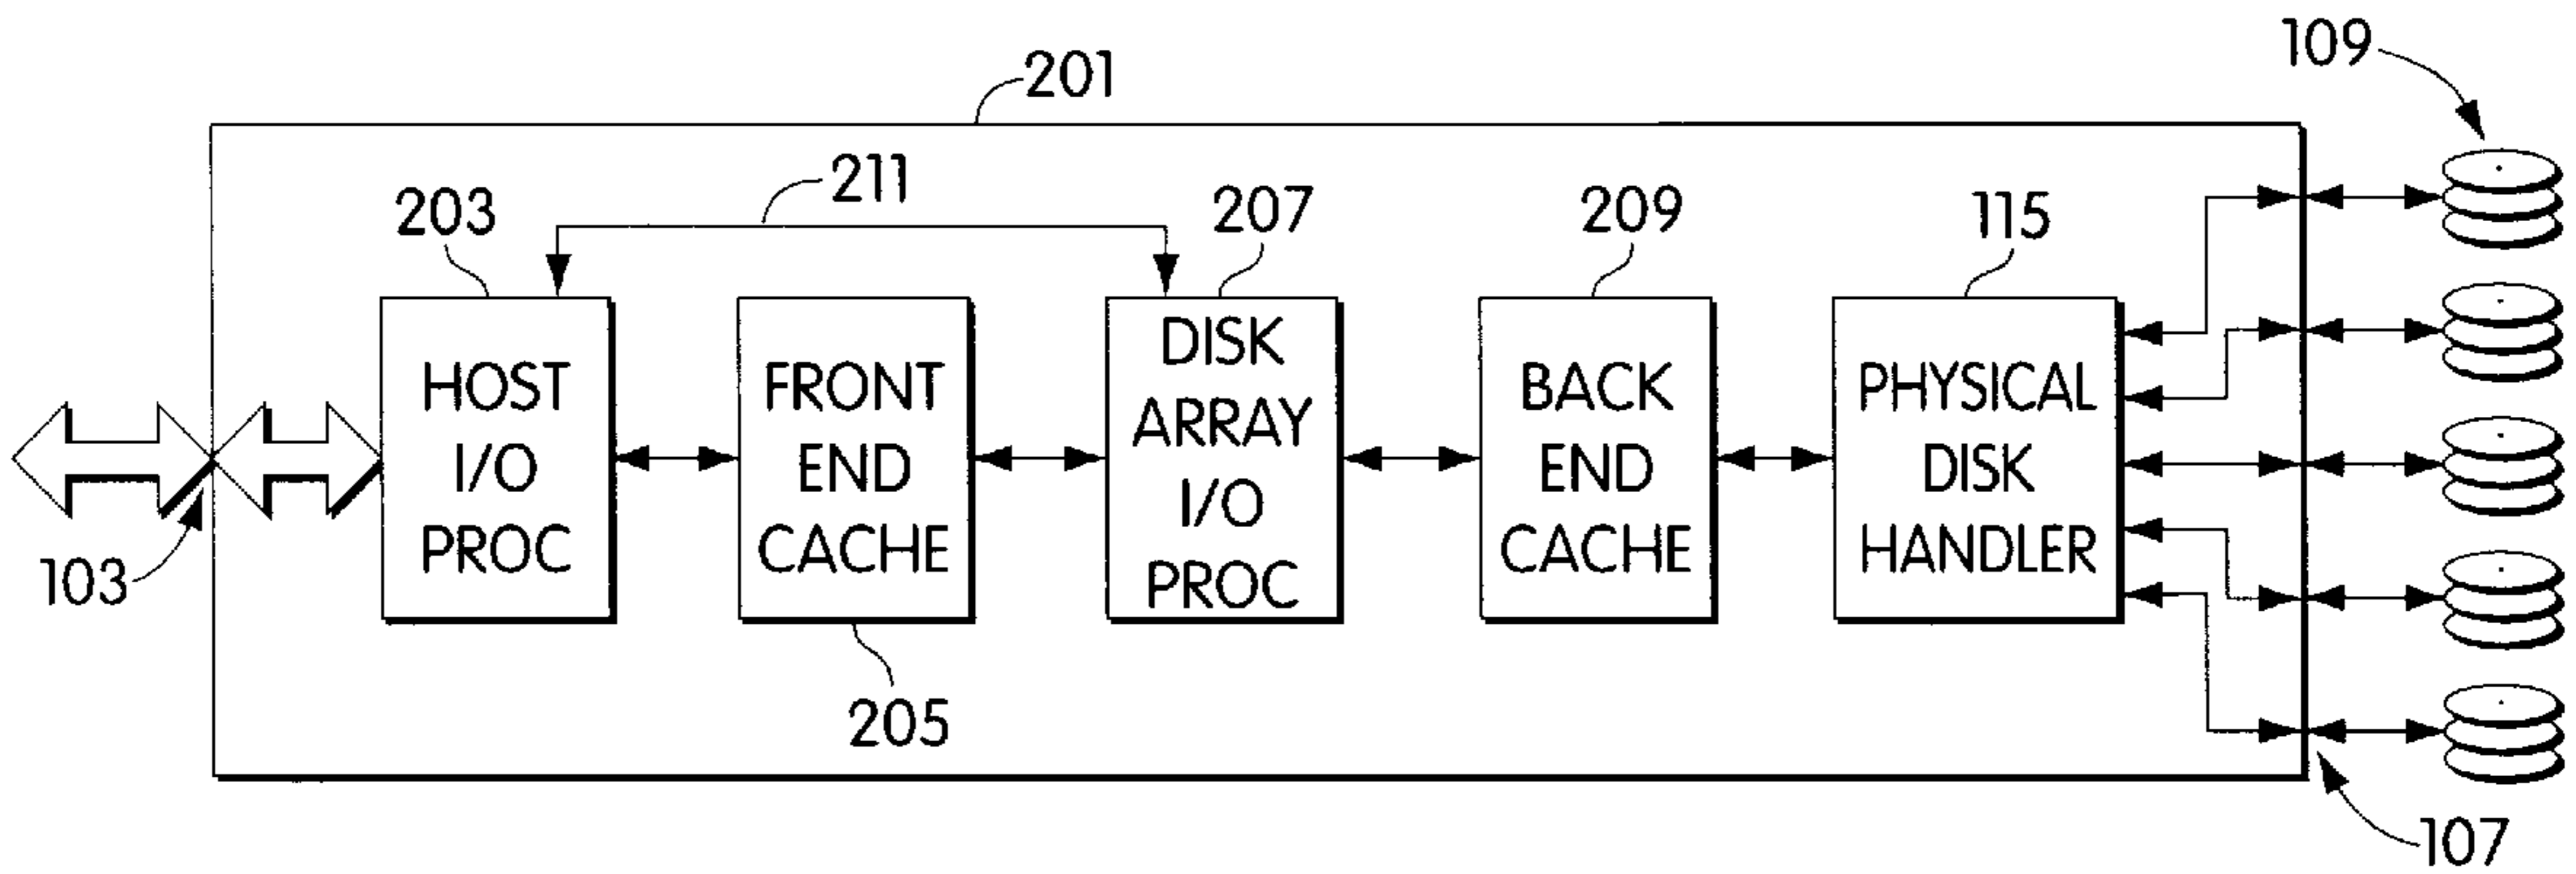 109
201
211
203
207
209
115
HOST
I/O
PROC
FRONT
END
CACHE
DISK
ARRAY
I/O
PROC
BACK
END
CACHE
PHYSICAL
DISK
HANDLER
103
205
107